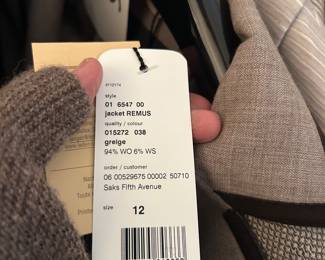 style
01 6547 00
jacket REMUS
quality / colour
015272 038
greige
94% WO 6% WS
order / customer
06 00529675 00002 50710
Saks Fifth Avenue
size
12